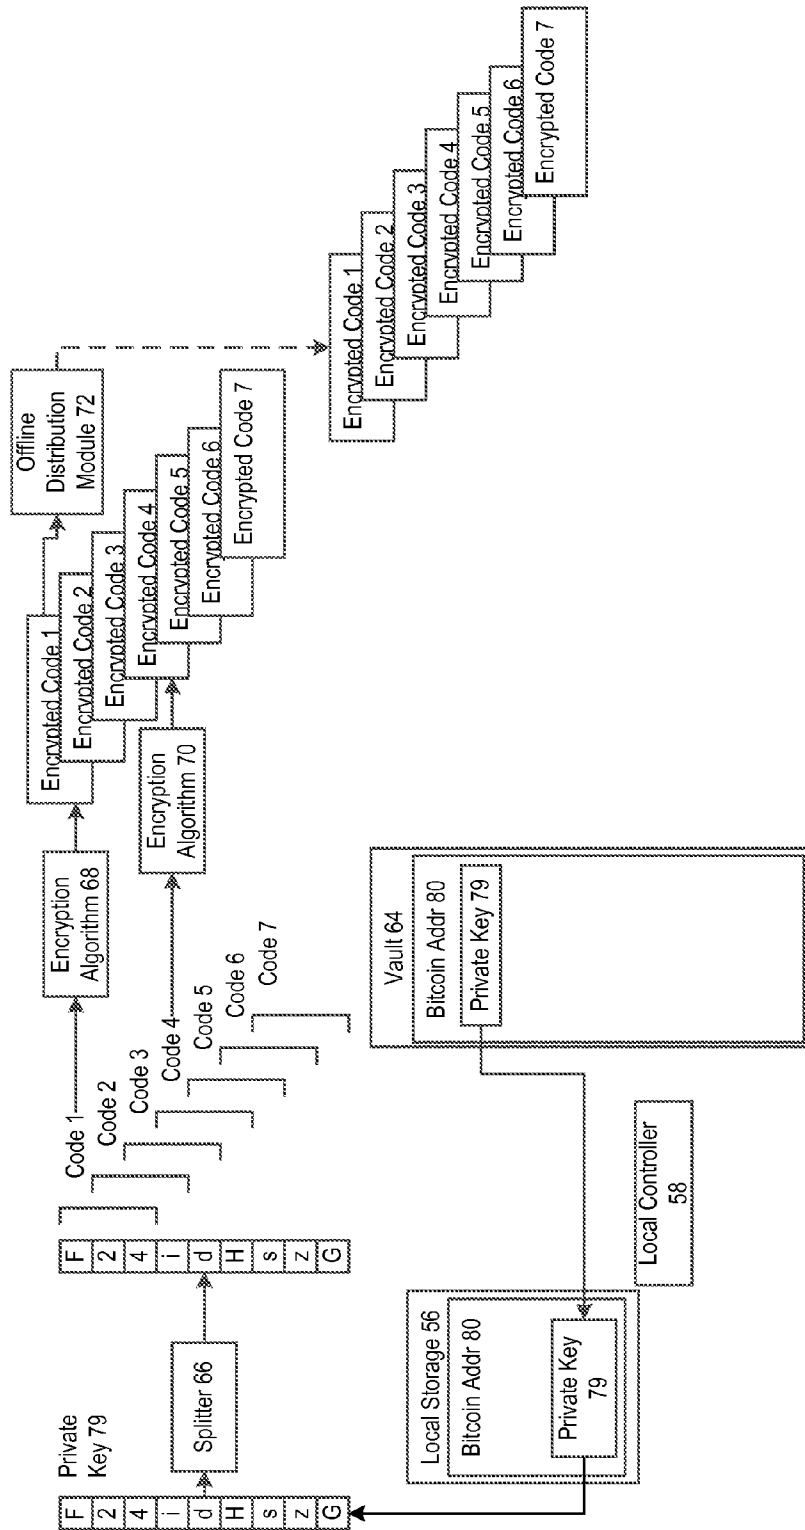 Private
Key 79
F
2
4
i
d
H
s
z
G
Splitter 66
F
2
4
i
d
H
s
z
G
Code 1
Code 2
Code 3
Code 4
Code 5
Code 6
Code 7
Encryption
Algorithm 68
Encryption
Algorithm 70
Encrypted Code 1
Encrypted Code 2
Encrypted Code 3
Encrypted Code 4
Encrypted Code 5
Encrypted Code 6
Encrypted Code 7
Offline
Distribution
Module 72
Encrypted Code 1
Encrypted Code 2
Encrypted Code 3
Encrypted Code 4
Encrypted Code 5
Encrypted Code 6
Encrypted Code 7
Local Storage 56
Bitcoin Addr 80
Private Key
79
Local Controller
58
Vault 64
Bitcoin Addr 80
Private Key 79